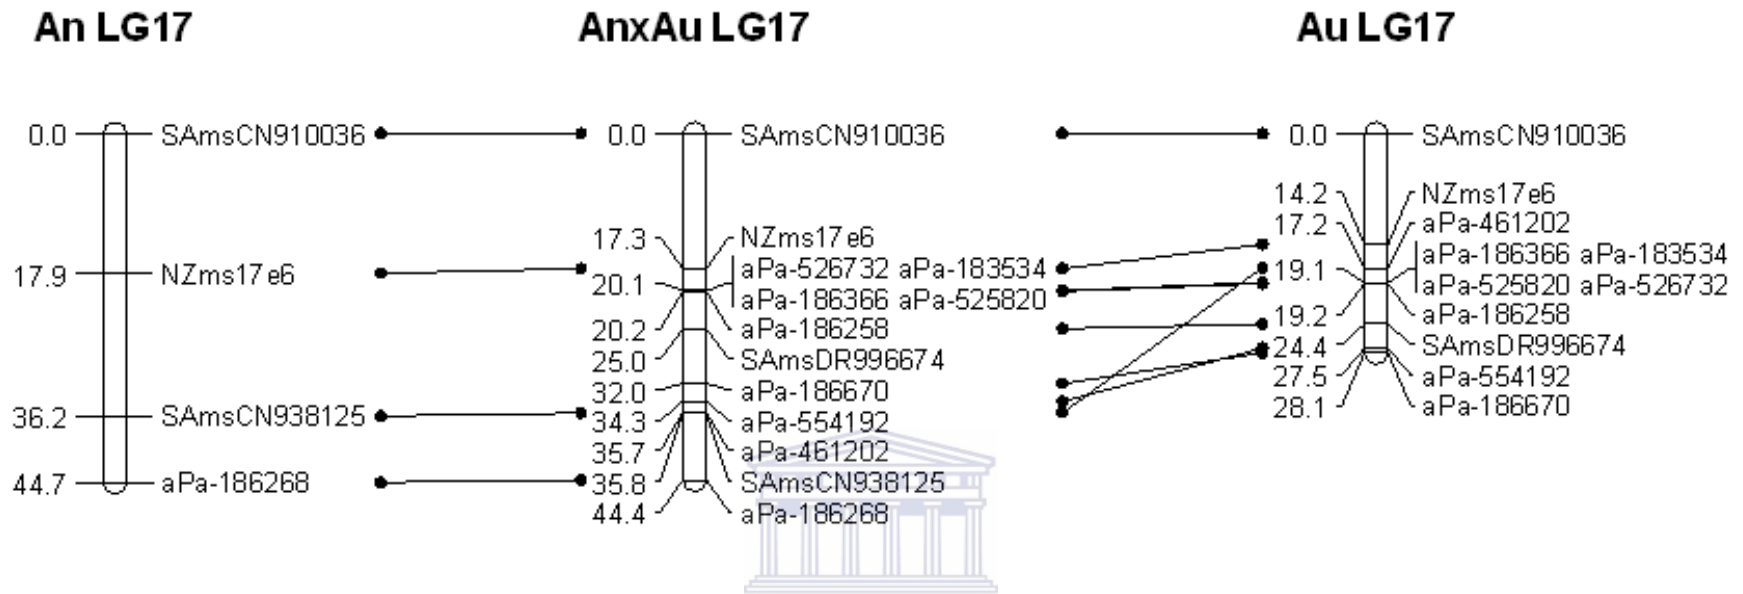 An LG17
0.0 SAmsCN910036
17.9 NZms17e6
36.2 SAmsCN938125
44.7 aPa-186268
AnxAu LG17
0.0 SAmsCN910036
17.3 NZms17e6
20.1 aPa-526732 aPa-183534
aPa-186366 aPa-525820
20.2 aPa-186258
25.0 SAmsDR996674
32.0 aPa-186670
34.3 aPa-554192
35.7 aPa-461202
35.8 SAmsCN938125
44.4 aPa-186268
Au LG17
0.0 SAmsCN910036
14.2 NZms17e6
17.2 aPa-461202
19.1 aPa-186366 aPa-183534
aPa-525820 aPa-526732
19.2 aPa-186258
24.4 SAmsDR996674
27.5 aPa-554192
28.1 aPa-186670